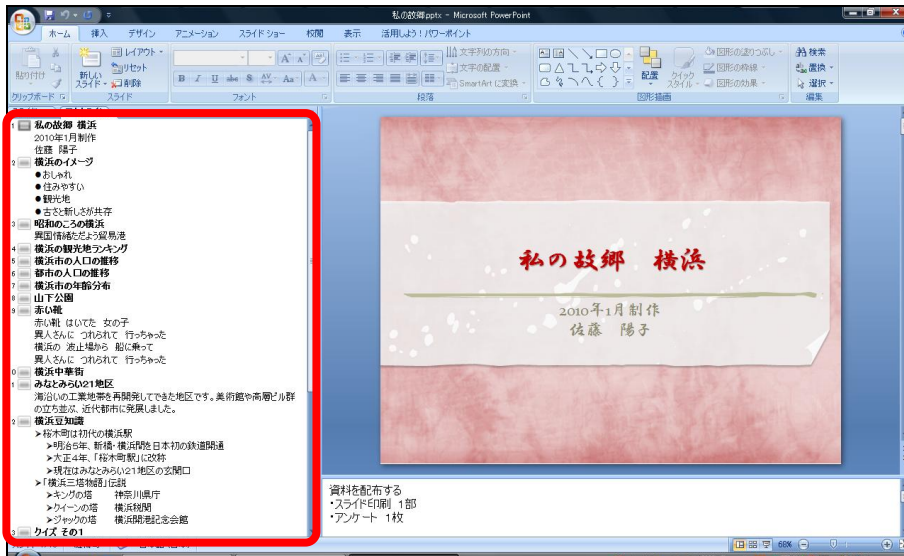 私の故郷.pptx - Microsoft PowerPoint
ホーム 挿入 デザイン アニメーション スライド ショー 校閲 表示 活用しよう!パワーポイント
貼り付け
新しいスライド
レイアウト
リセット
削除
B I U abc S AV Aa A
文字列の方向
文字の配置
SmartArt に変換
配置
クイックスタイル
図形の塗りつぶし
図形の枠線
図形の効果
検索
置換
選択
クリップボード スライド フォント 段落 図形描画 編集
1 私の故郷 横浜
2010年1月制作
佐藤 陽子
2 横浜のイメージ
●おしゃれ
●住みやすい
●観光地
●古さと新しさが共存
3 昭和のころの横浜
異国情緒ただよう貿易港
4 横浜の観光地ランキング
5 横浜市の人口の推移
6 都市の人口の推移
7 横浜市の年齢分布
8 山下公園
9 赤い靴
赤い靴 はいてた 女の子
異人さんに つれられて 行っちゃった
横浜の 波止場から 船に乗って
異人さんに つれられて 行っちゃった
0 横浜中華街
1 みなとみらい21地区
海沿いの工業地帯を再開発してできた地区です。美術館や高層ビル群
の立ち並ぶ、近代都市に発展しました。
2 横浜豆知識
➢桜木町は初代の横浜駅
➢明治5年、新橋・横浜間を日本初の鉄道開通
➢大正4年、「桜木町駅」に改称
➢現在はみなとみらい21地区の玄関口
➢「横浜三塔物語」伝説
➢キングの塔 神奈川県庁
➢クイーンの塔 横浜税関
➢ジャックの塔 横浜開港記念会館
3 クイズ その1
私の故郷 横浜
2010年1月制作
佐藤 陽子
資料を配布する
・スライド印刷 1部
・アンケート 1枚
68%